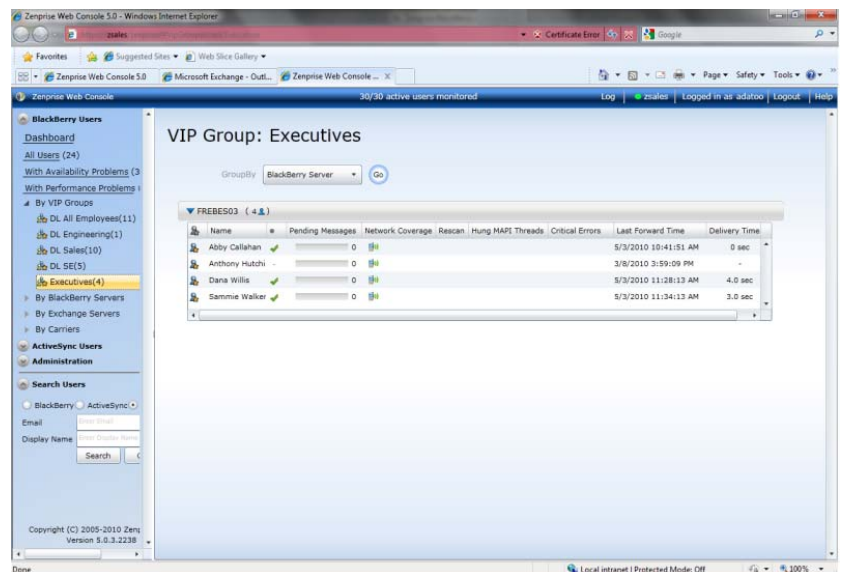 Zenprise Web Console 5.0 - Windows Internet Explorer
zsales
Certificate Error
Google
Favorites
Suggested Sites
Web Slice Gallery
Zenprise Web Console 5.0
Microsoft Exchange - Outl...
Zenprise Web Console ...
X
Page
Safety
Tools
Zenprise Web Console
30/30 active users monitored
Log
zsales
Logged in as adatoo
Logout
Help
BlackBerry Users
Dashboard
All Users (24)
With Availability Problems (3
With Performance Problems
By VIP Groups
DL All Employees(11)
DL Engineering(1)
DL Sales(10)
DL SE(5)
Executives(4)
By BlackBerry Servers
By Exchange Servers
By Carriers
ActiveSync Users
Administration
Search Users
BlackBerry ActiveSync
Email Enter Email
Display Name Enter Display Name
Search
Copyright (C) 2005-2010 Zenp
Version 5.0.3.2238
VIP Group: Executives
GroupBy BlackBerry Server Go
FREBES03 ( 4 )
Name Pending Messages Network Coverage Rescan Hung MAPI Threads Critical Errors Last Forward Time Delivery Time
Abby Callahan 0 5/3/2010 10:41:51 AM 0 sec
Anthony Hutchi - 0 3/8/2010 3:59:09 PM -
Dana Willis 0 5/3/2010 11:28:13 AM 4.0 sec
Sammie Walker 0 5/3/2010 11:34:13 AM 3.0 sec
Done
Local intranet | Protected Mode: Off
100%